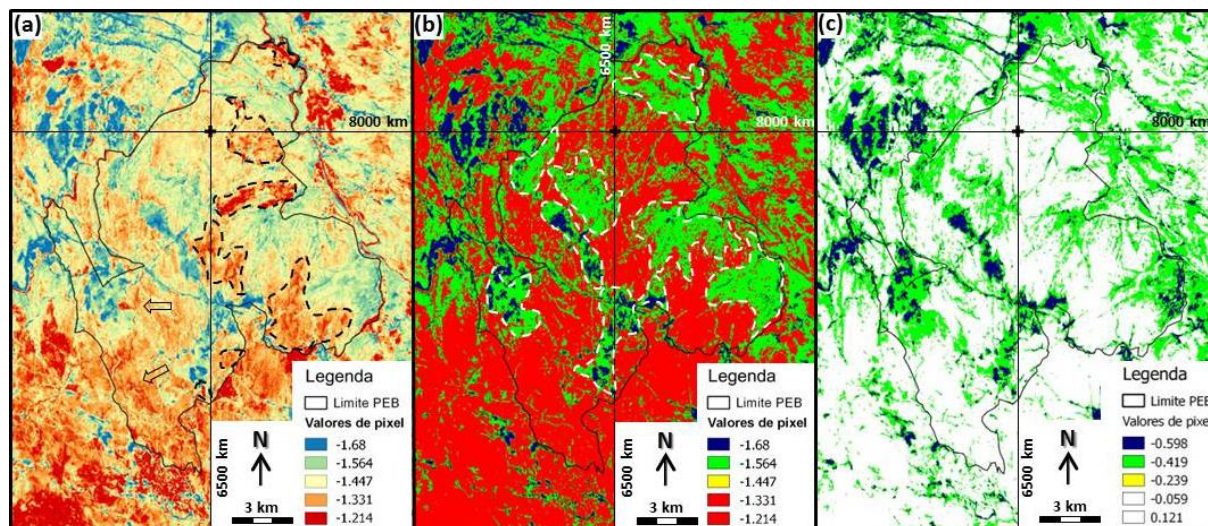 (a)
8000 km
Legenda
Limite PEB
Valores de pixel
-1.68
-1.564
-1.447
-1.331
-1.214
N
3 km
6500 km
(b)
6500 km
8000 km
Legenda
Limite PEB
Valores de pixel
-1.68
-1.564
-1.447
-1.331
-1.214
N
3 km
6500 km
(c)
8000 km
Legenda
Limite PEB
Valores de pixel
-0.598
-0.419
-0.239
-0.059
0.121
N
3 km